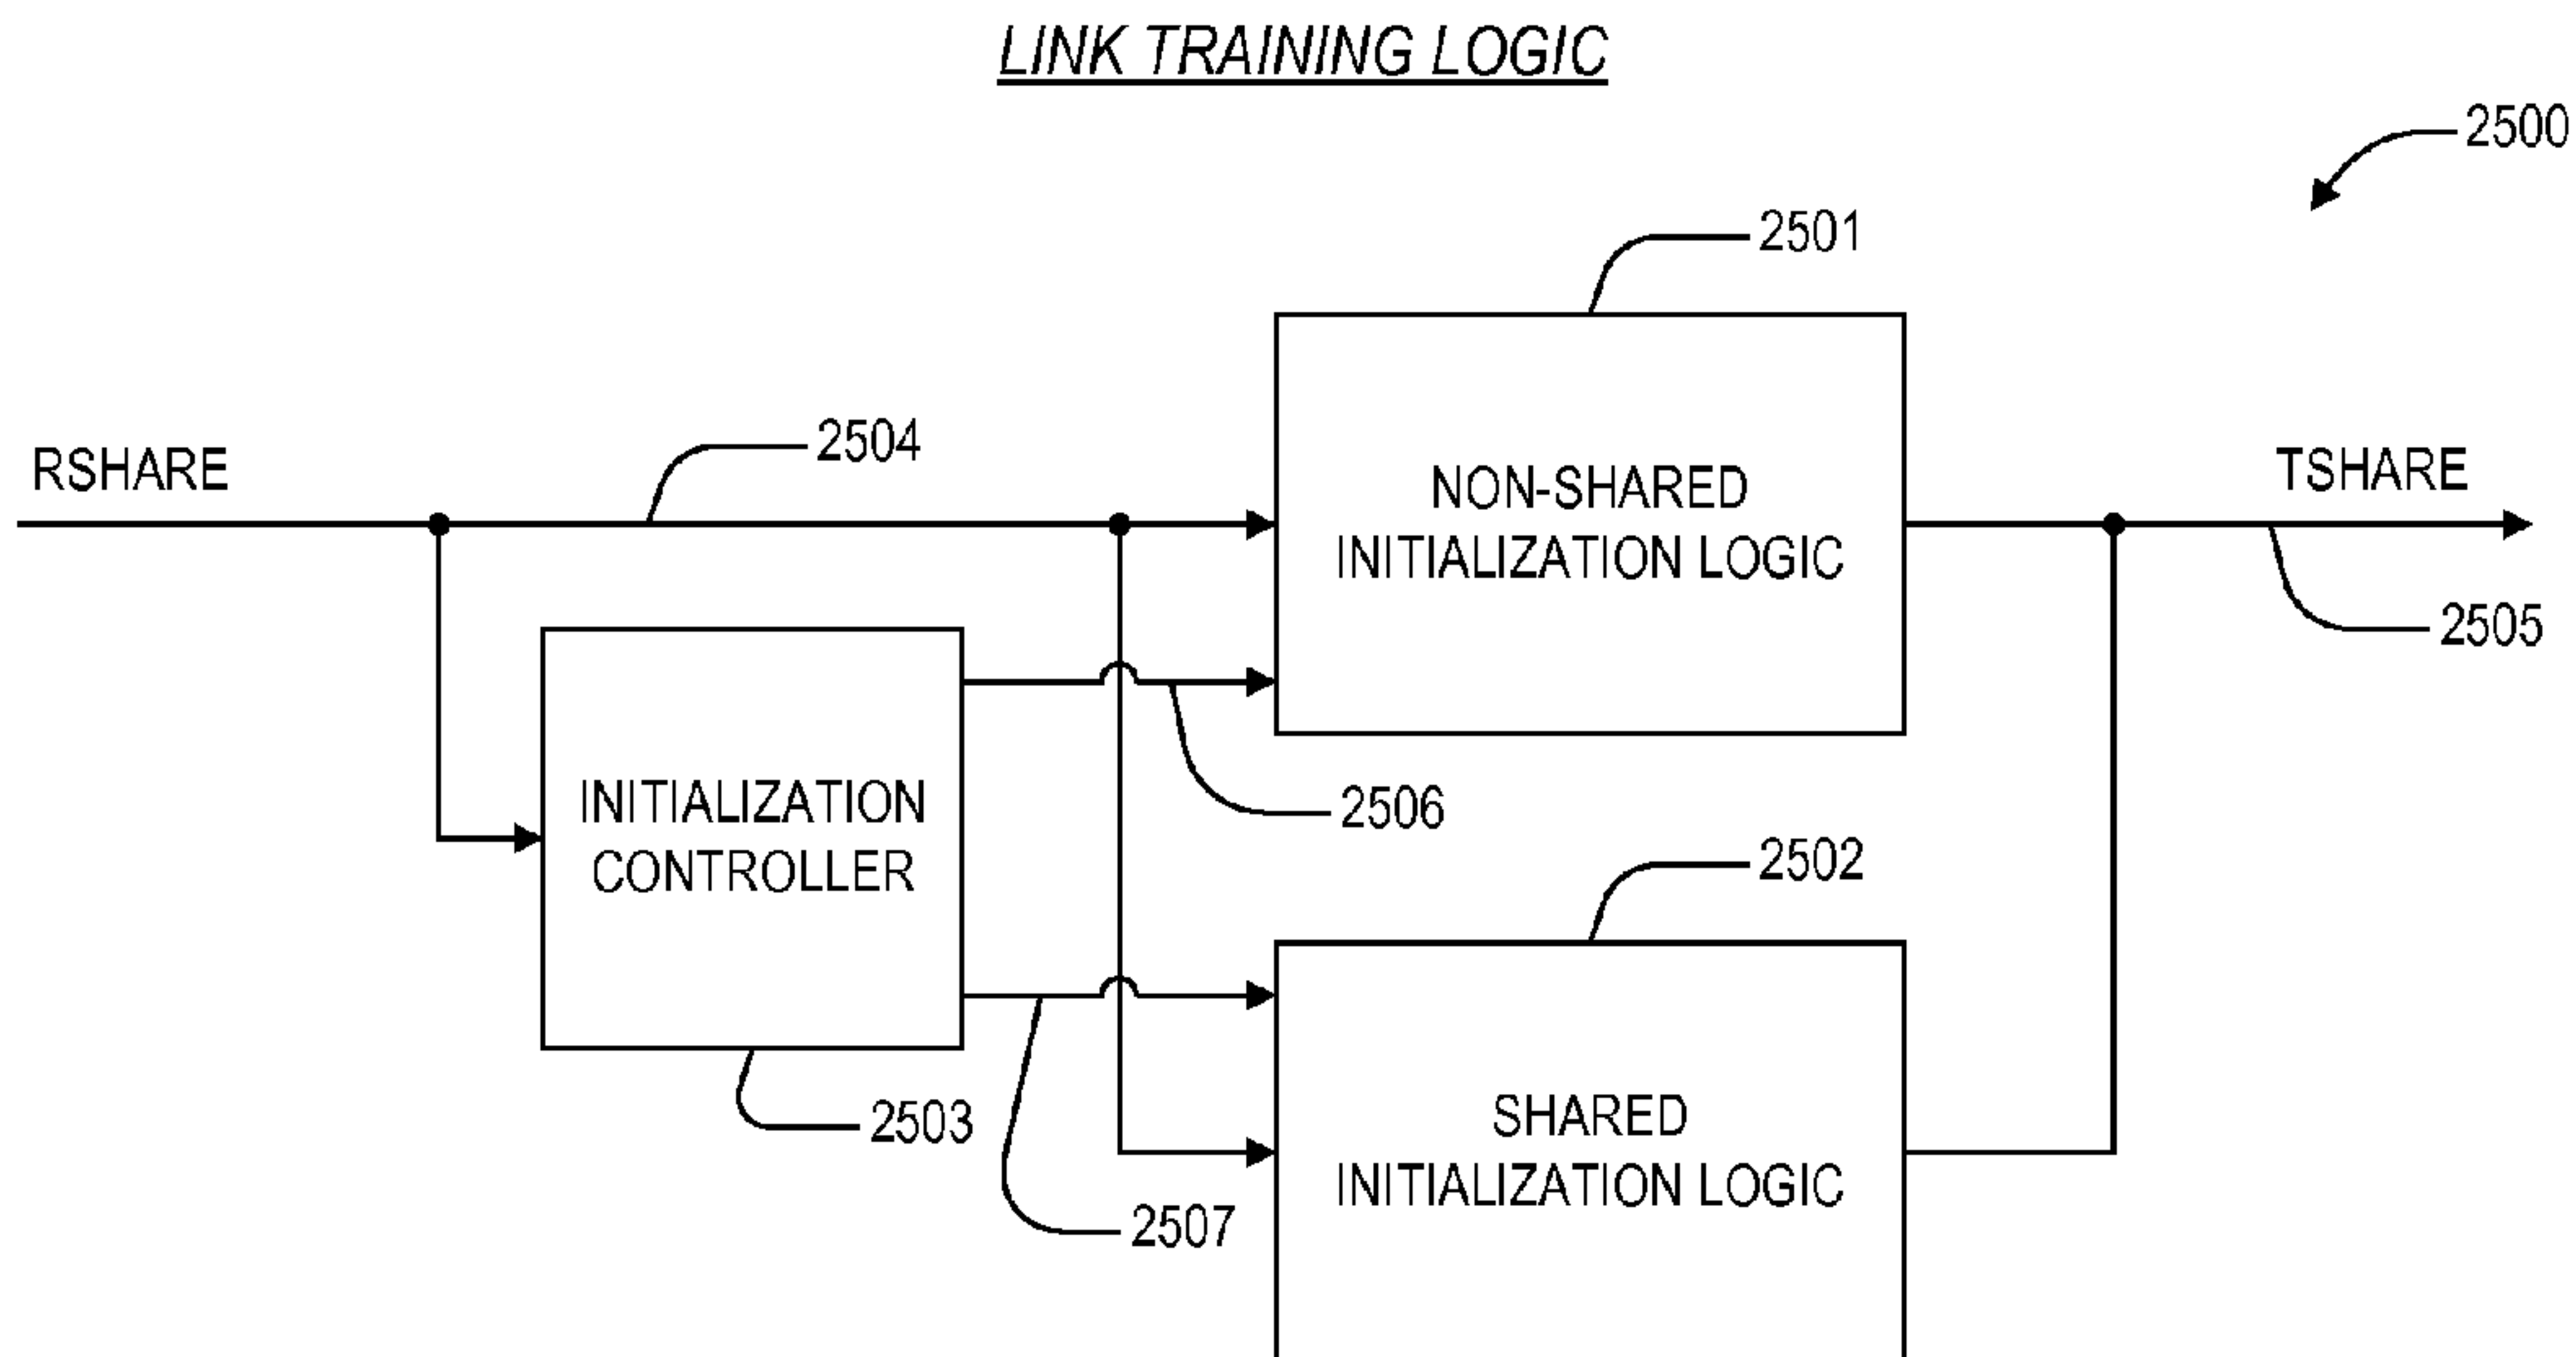 LINK TRAINING LOGIC
2500
2501
2504
RSHARE
TSHARE
NON-SHARED
INITIALIZATION LOGIC
2505
2506
INITIALIZATION
CONTROLLER
2502
2503
SHARED
INITIALIZATION LOGIC
2507